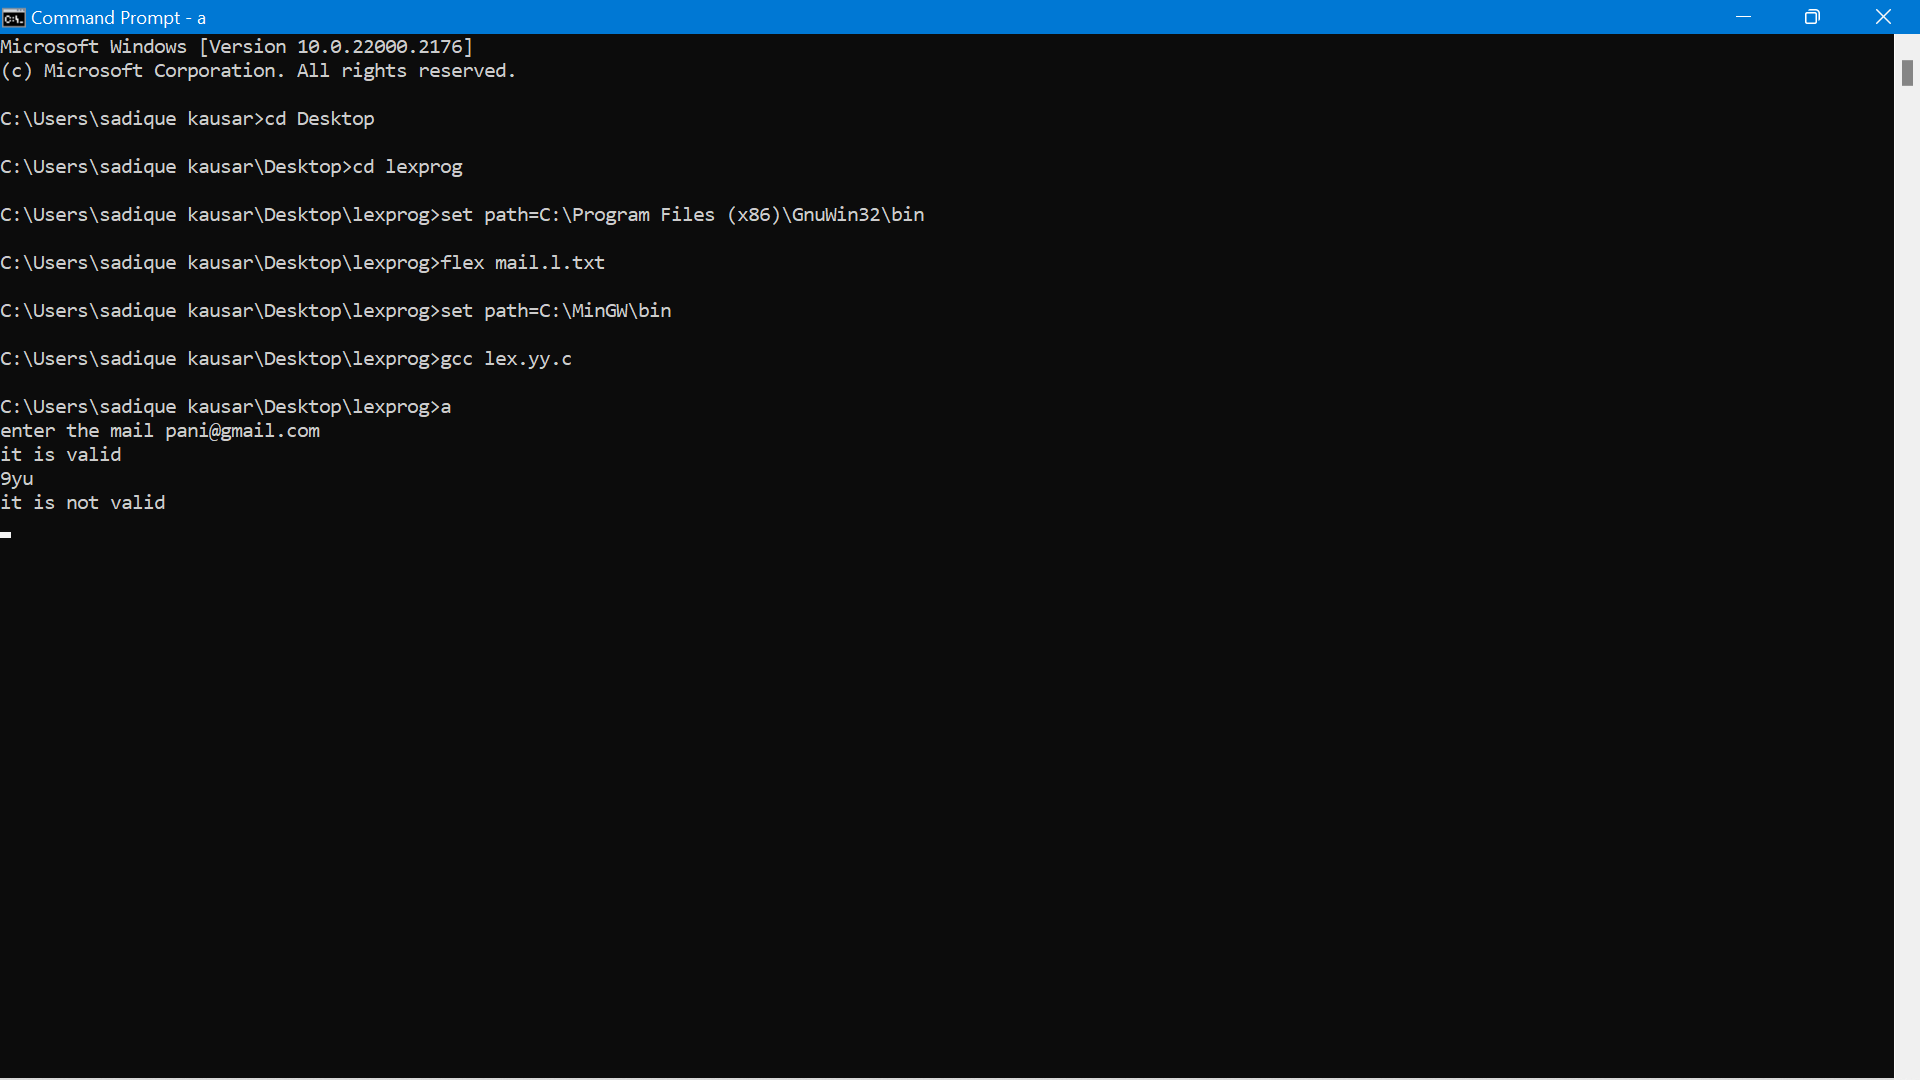 Command Prompt - a
Microsoft Windows [Version 10.0.22000.2176]
(c) Microsoft Corporation. All rights reserved.
C:\Users\sadique kausar>cd Desktop
C:\Users\sadique kausar\Desktop>cd lexprog
C:\Users\sadique kausar\Desktop\lexprog>set path=C:\Program Files (x86)\GnuWin32\bin
C:\Users\sadique kausar\Desktop\lexprog>flex mail.l.txt
C:\Users\sadique kausar\Desktop\lexprog>set path=C:\MinGW\bin
C:\Users\sadique kausar\Desktop\lexprog>gcc lex.yy.c
C:\Users\sadique kausar\Desktop\lexprog>a
enter the mail pani@gmail.com
it is valid
9yu
it is not valid